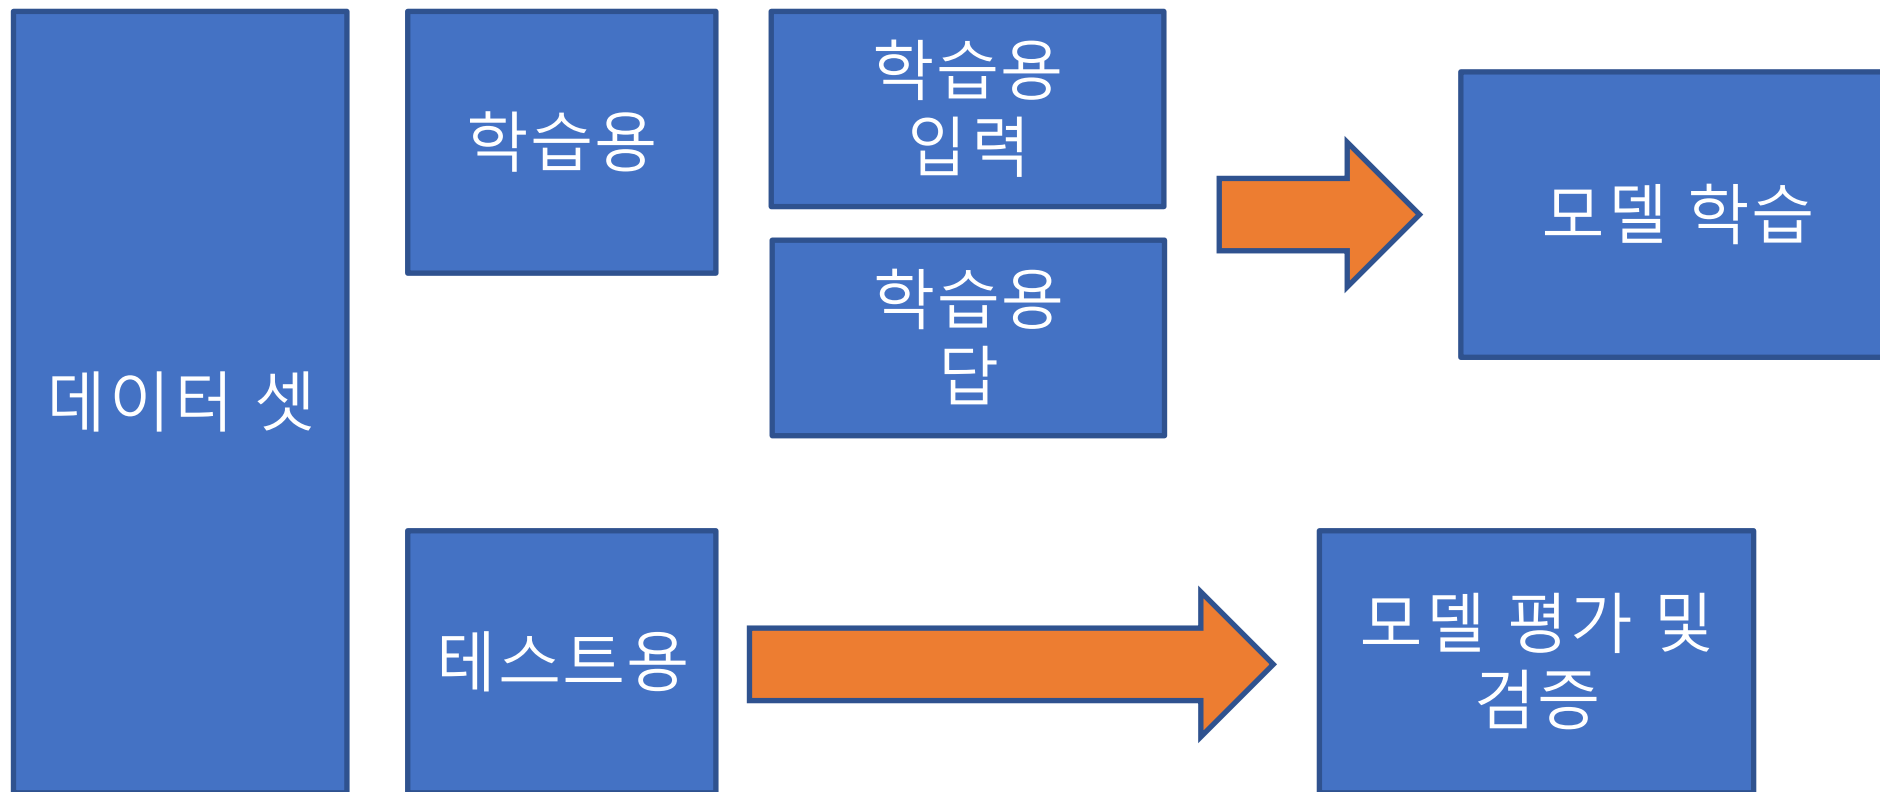 데이터 셋
학습용
학습용
입력
학습용
답
모델 학습
테스트용
모델 평가 및
검증